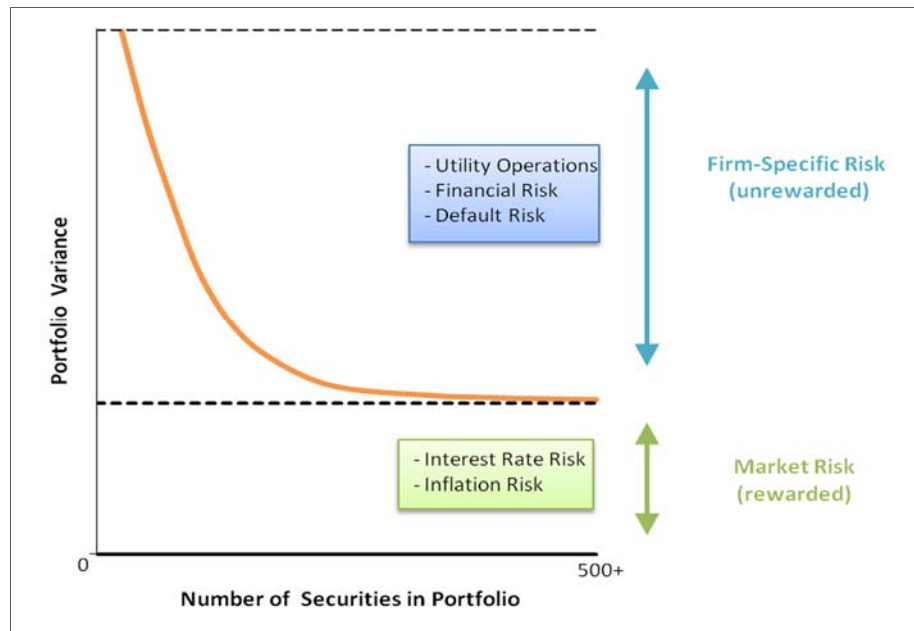 - Utility Operations
- Financial Risk
- Default Risk
Firm-Specific Risk
(unrewarded)
Portfolio Variance
- Interest Rate Risk
- Inflation Risk
Market Risk
(rewarded)
0
500+
Number of Securities in Portfolio